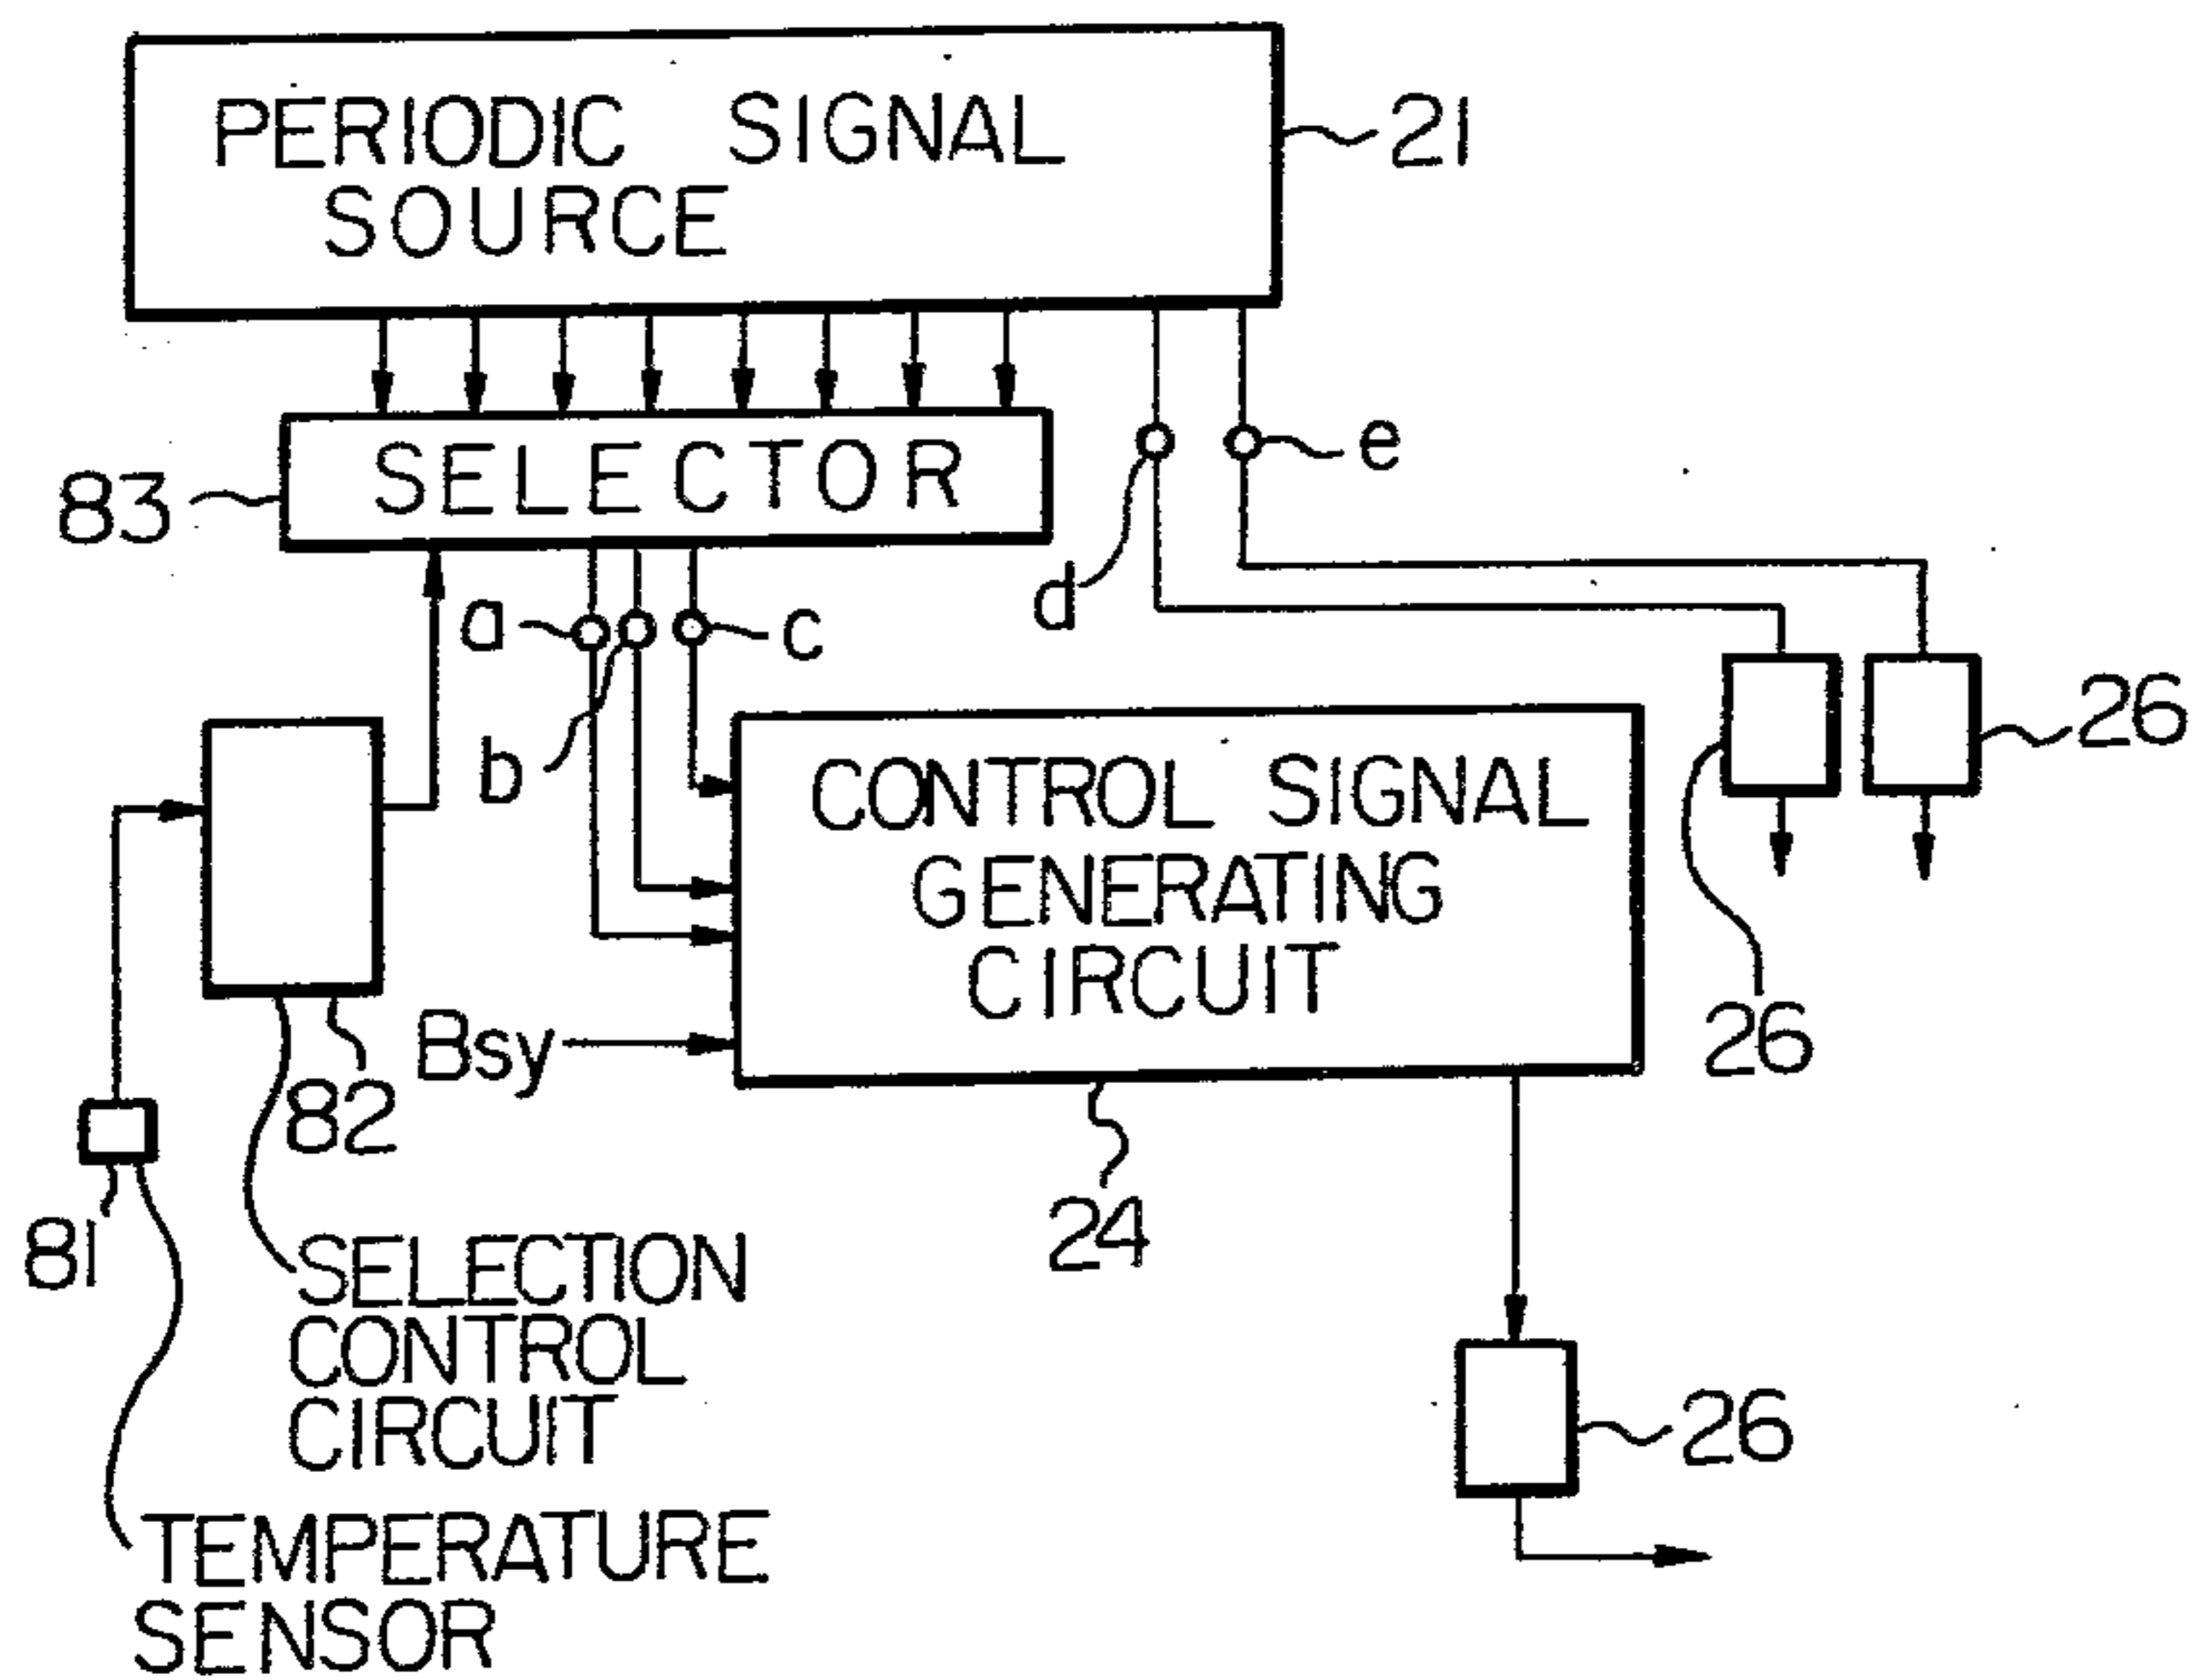 PERIODIC SIGNAL
SOURCE
21
SELECTOR
83
e
d
a
c
b
26
CONTROL SIGNAL
GENERATING
CIRCUIT
26
Bsy
82
81
24
SELECTION
CONTROL
CIRCUIT
26
TEMPERATURE
SENSOR